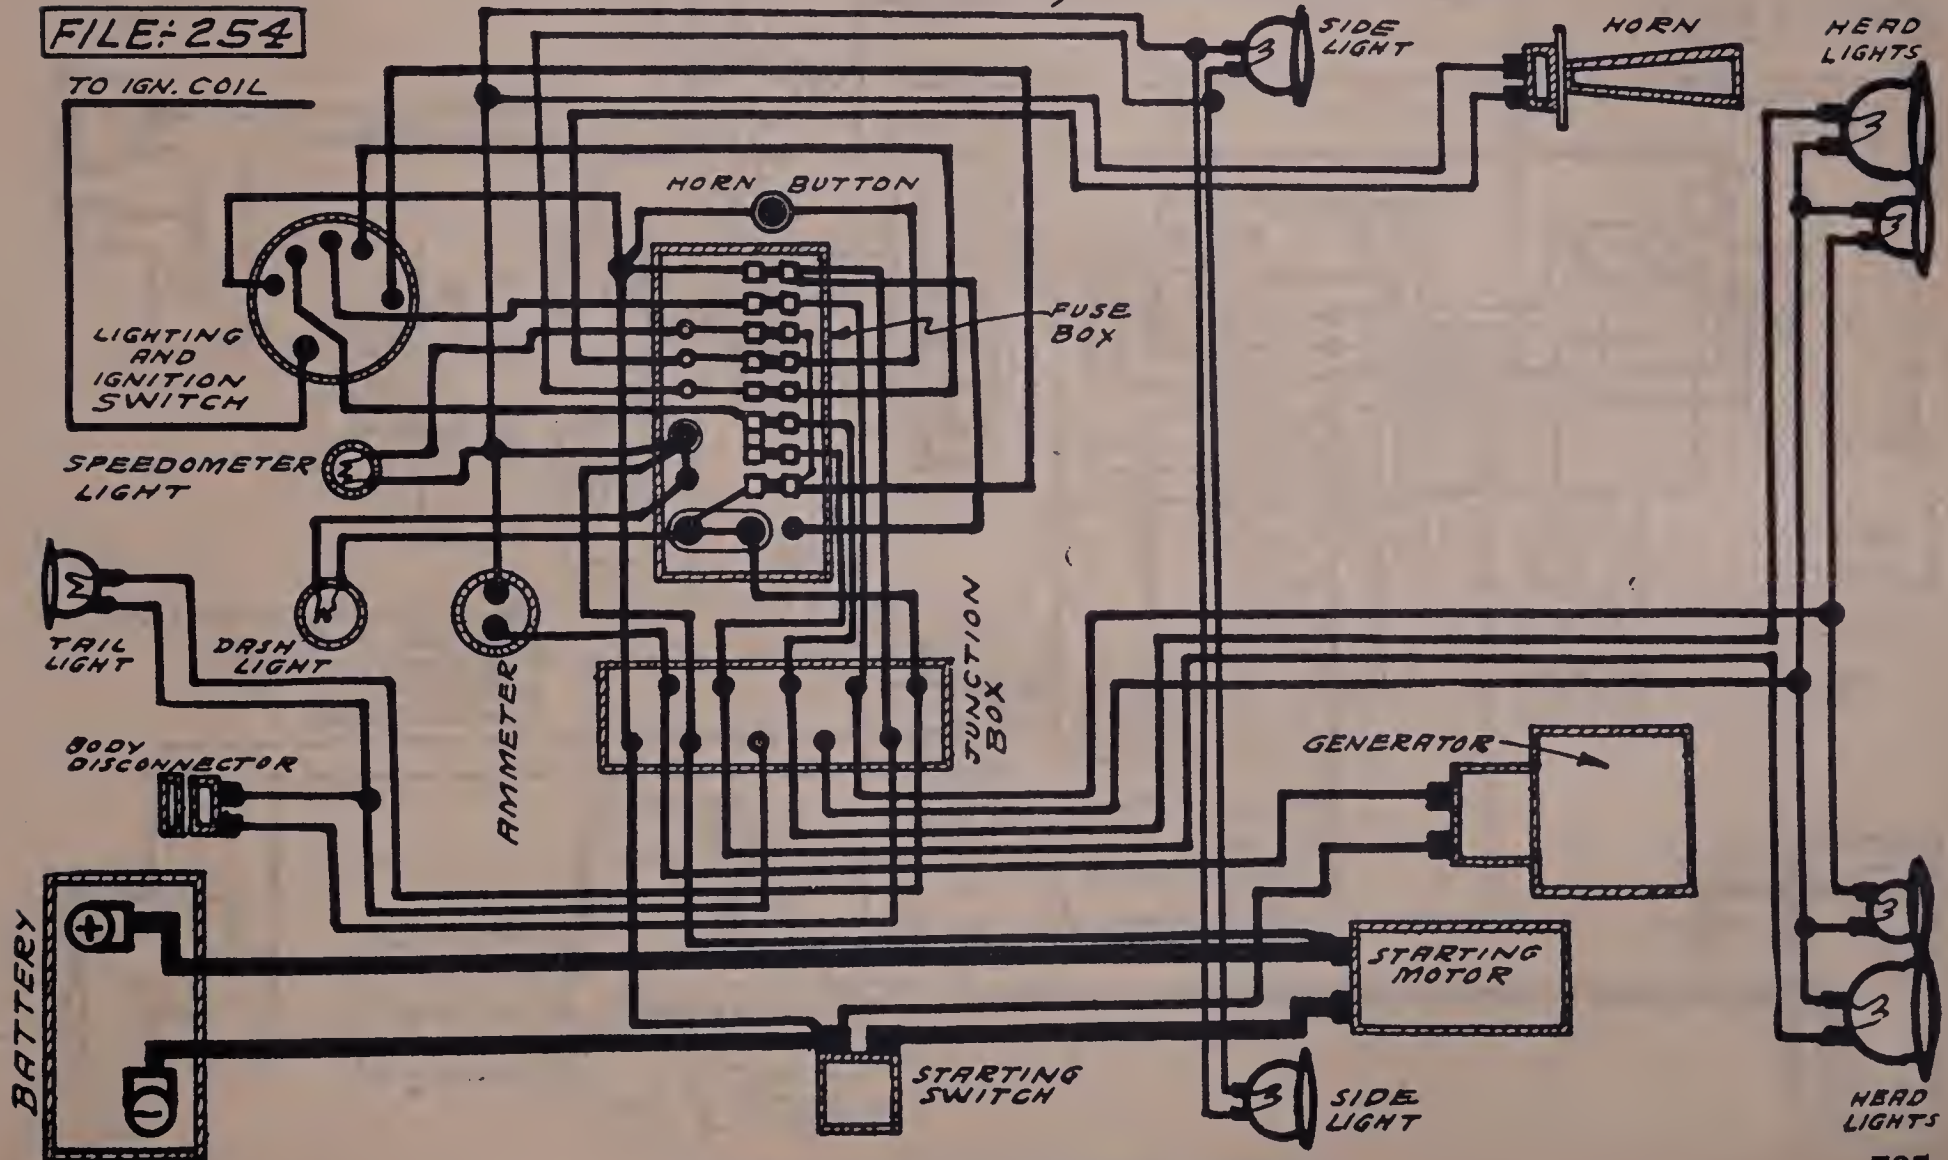 FILE:-254
TO IGN. COIL
SIDE
LIGHT
HORN
HEAD
LIGHTS
HORN BUTTON
FUSE
BOX
LIGHTING
AND
IGNITION
SWITCH
SPEEDOMETER
LIGHT
TAIL
LIGHT
DASH
LIGHT
AMMETER
JUNCTION
BOX
BODY
DISCONNECTOR
GENERATOR
BATTERY
+
STARTING
MOTOR
−
STARTING
SWITCH
SIDE
LIGHT
HEAD
LIGHTS